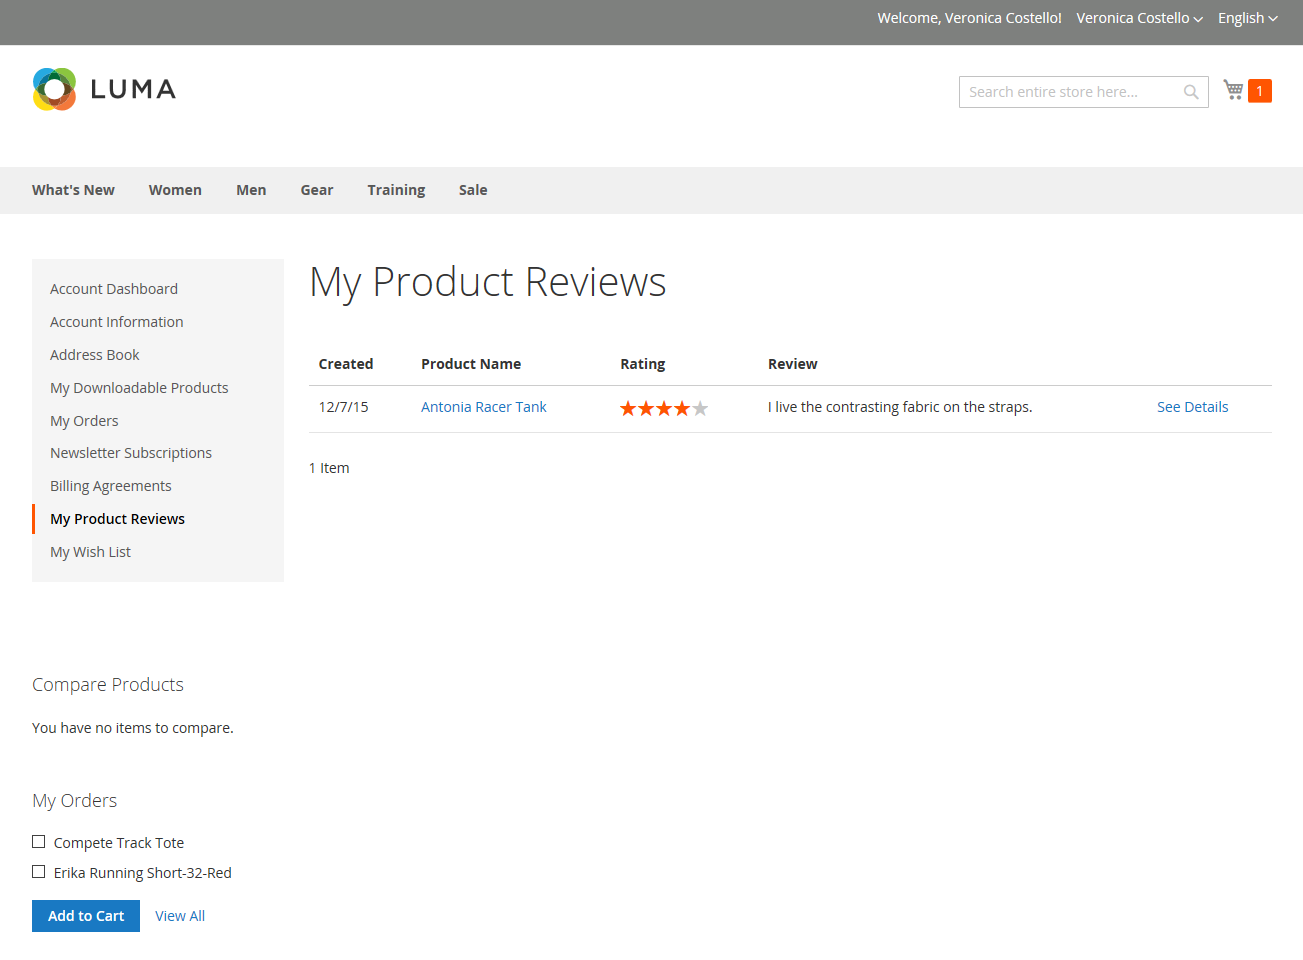 Welcome, Veronica Costello! Veronica Costello English
LUMA
Search entire store here... 1
What's New Women Men Gear Training Sale
My Product Reviews
Account Dashboard
Account Information
Address Book
My Downloadable Products
My Orders
Newsletter Subscriptions
Billing Agreements
My Product Reviews
My Wish List
Created Product Name Rating Review
12/7/15 Antonia Racer Tank I live the contrasting fabric on the straps. See Details
1 Item
Compare Products
You have no items to compare.
My Orders
Compete Track Tote
Erika Running Short-32-Red
Add to Cart View All